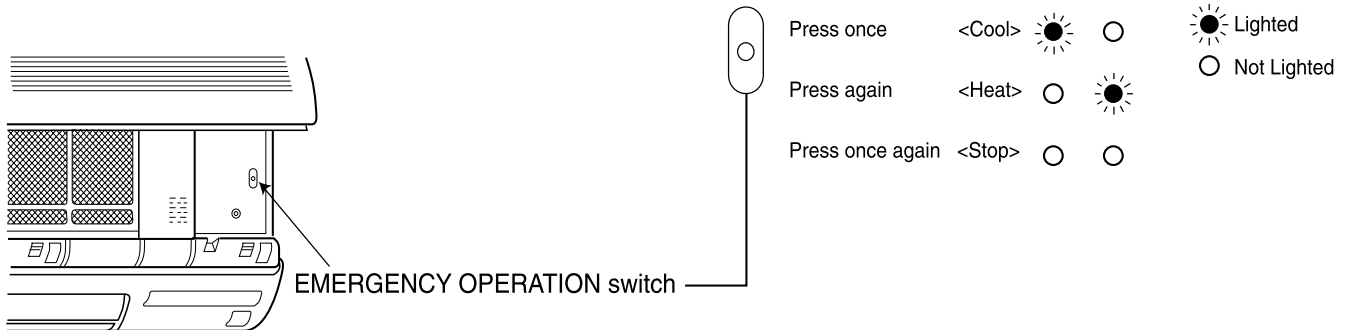 Press once <Cool>
Lighted
Not Lighted
Press again <Heat>
Press once again <Stop>
EMERGENCY OPERATION switch